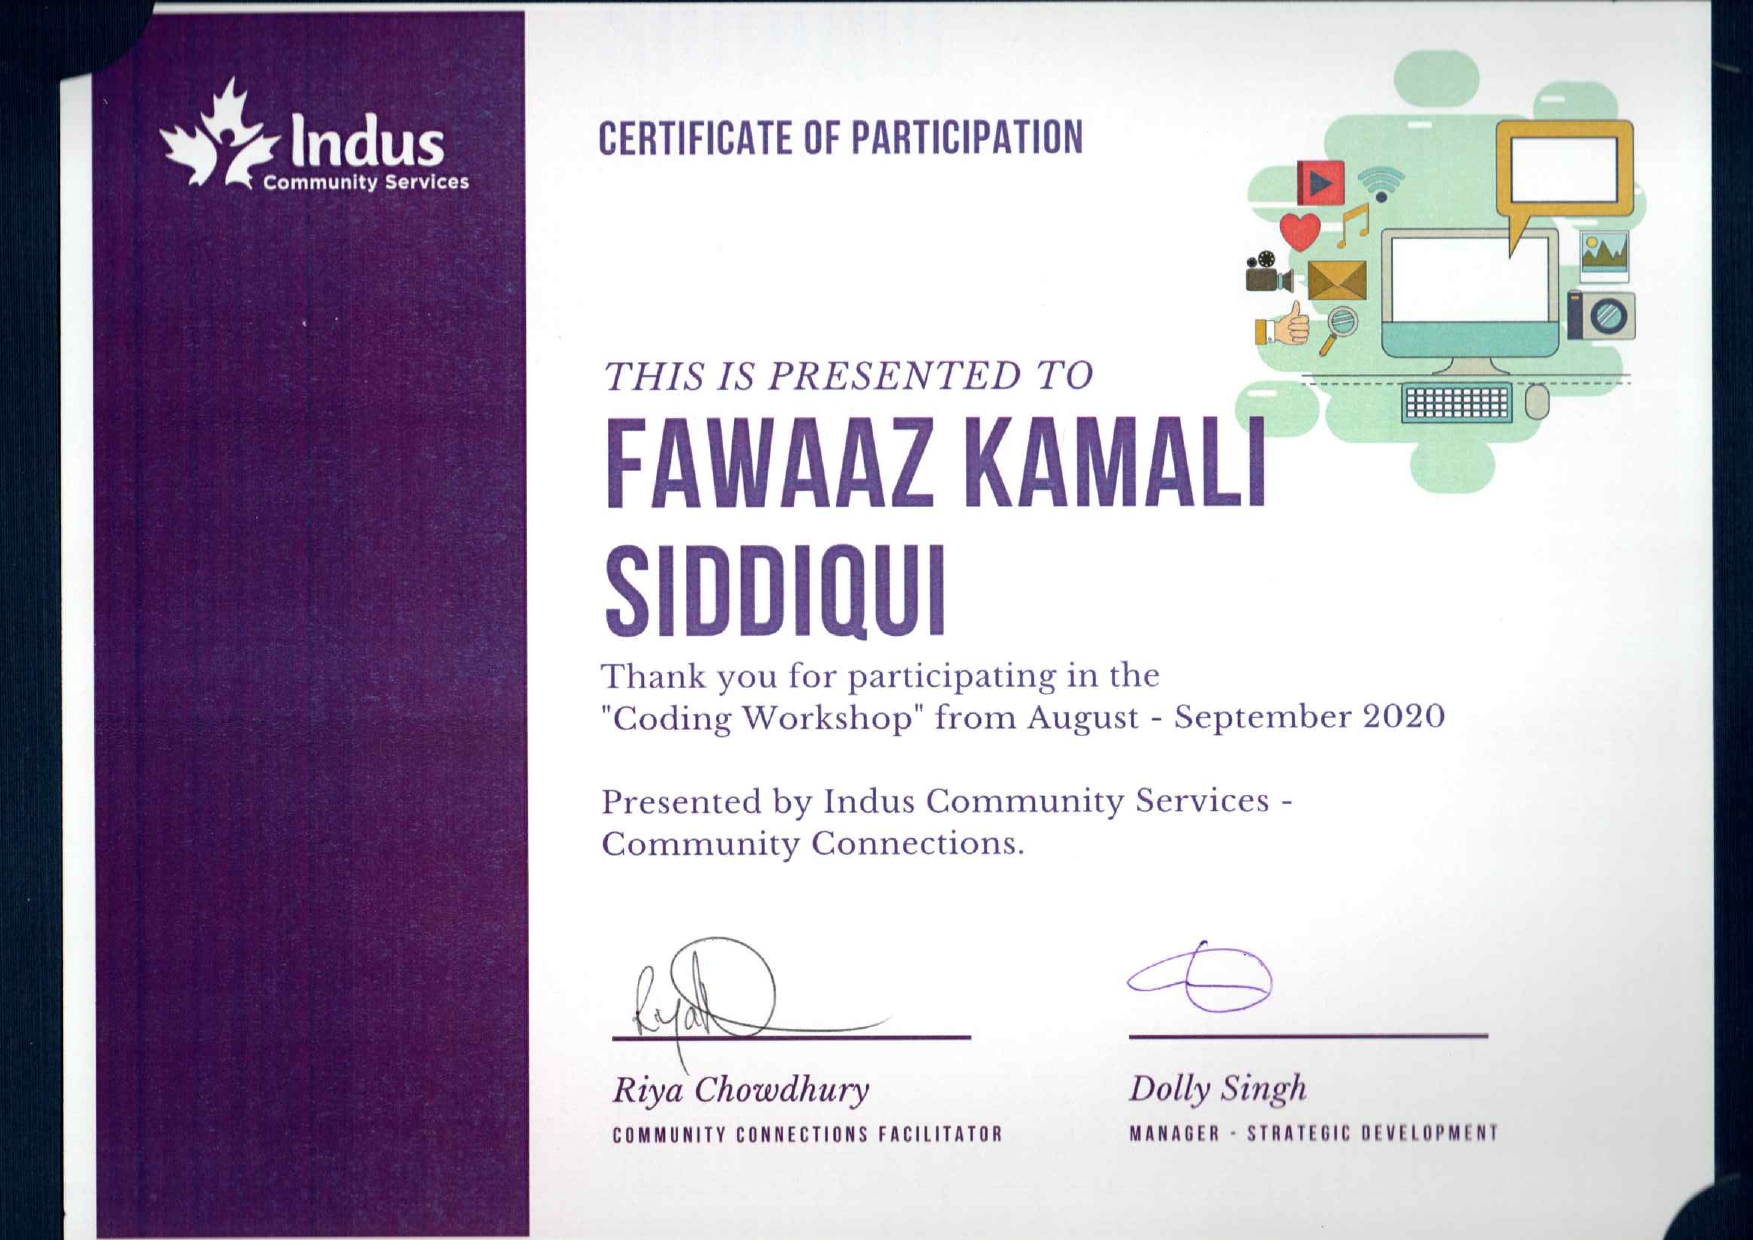 Indus
Community Services
CERTIFICATE OF PARTICIPATION
THIS IS PRESENTED TO
FAWAAZ KAMALI
SIDDIQUI
Thank you for participating in the
"Coding Workshop" from August - September 2020
Presented by Indus Community Services -
Community Connections.
Riya Chowdhury
COMMUNITY CONNECTIONS FACILITATOR
Dolly Singh
MANAGER - STRATEGIC DEVELOPMENT